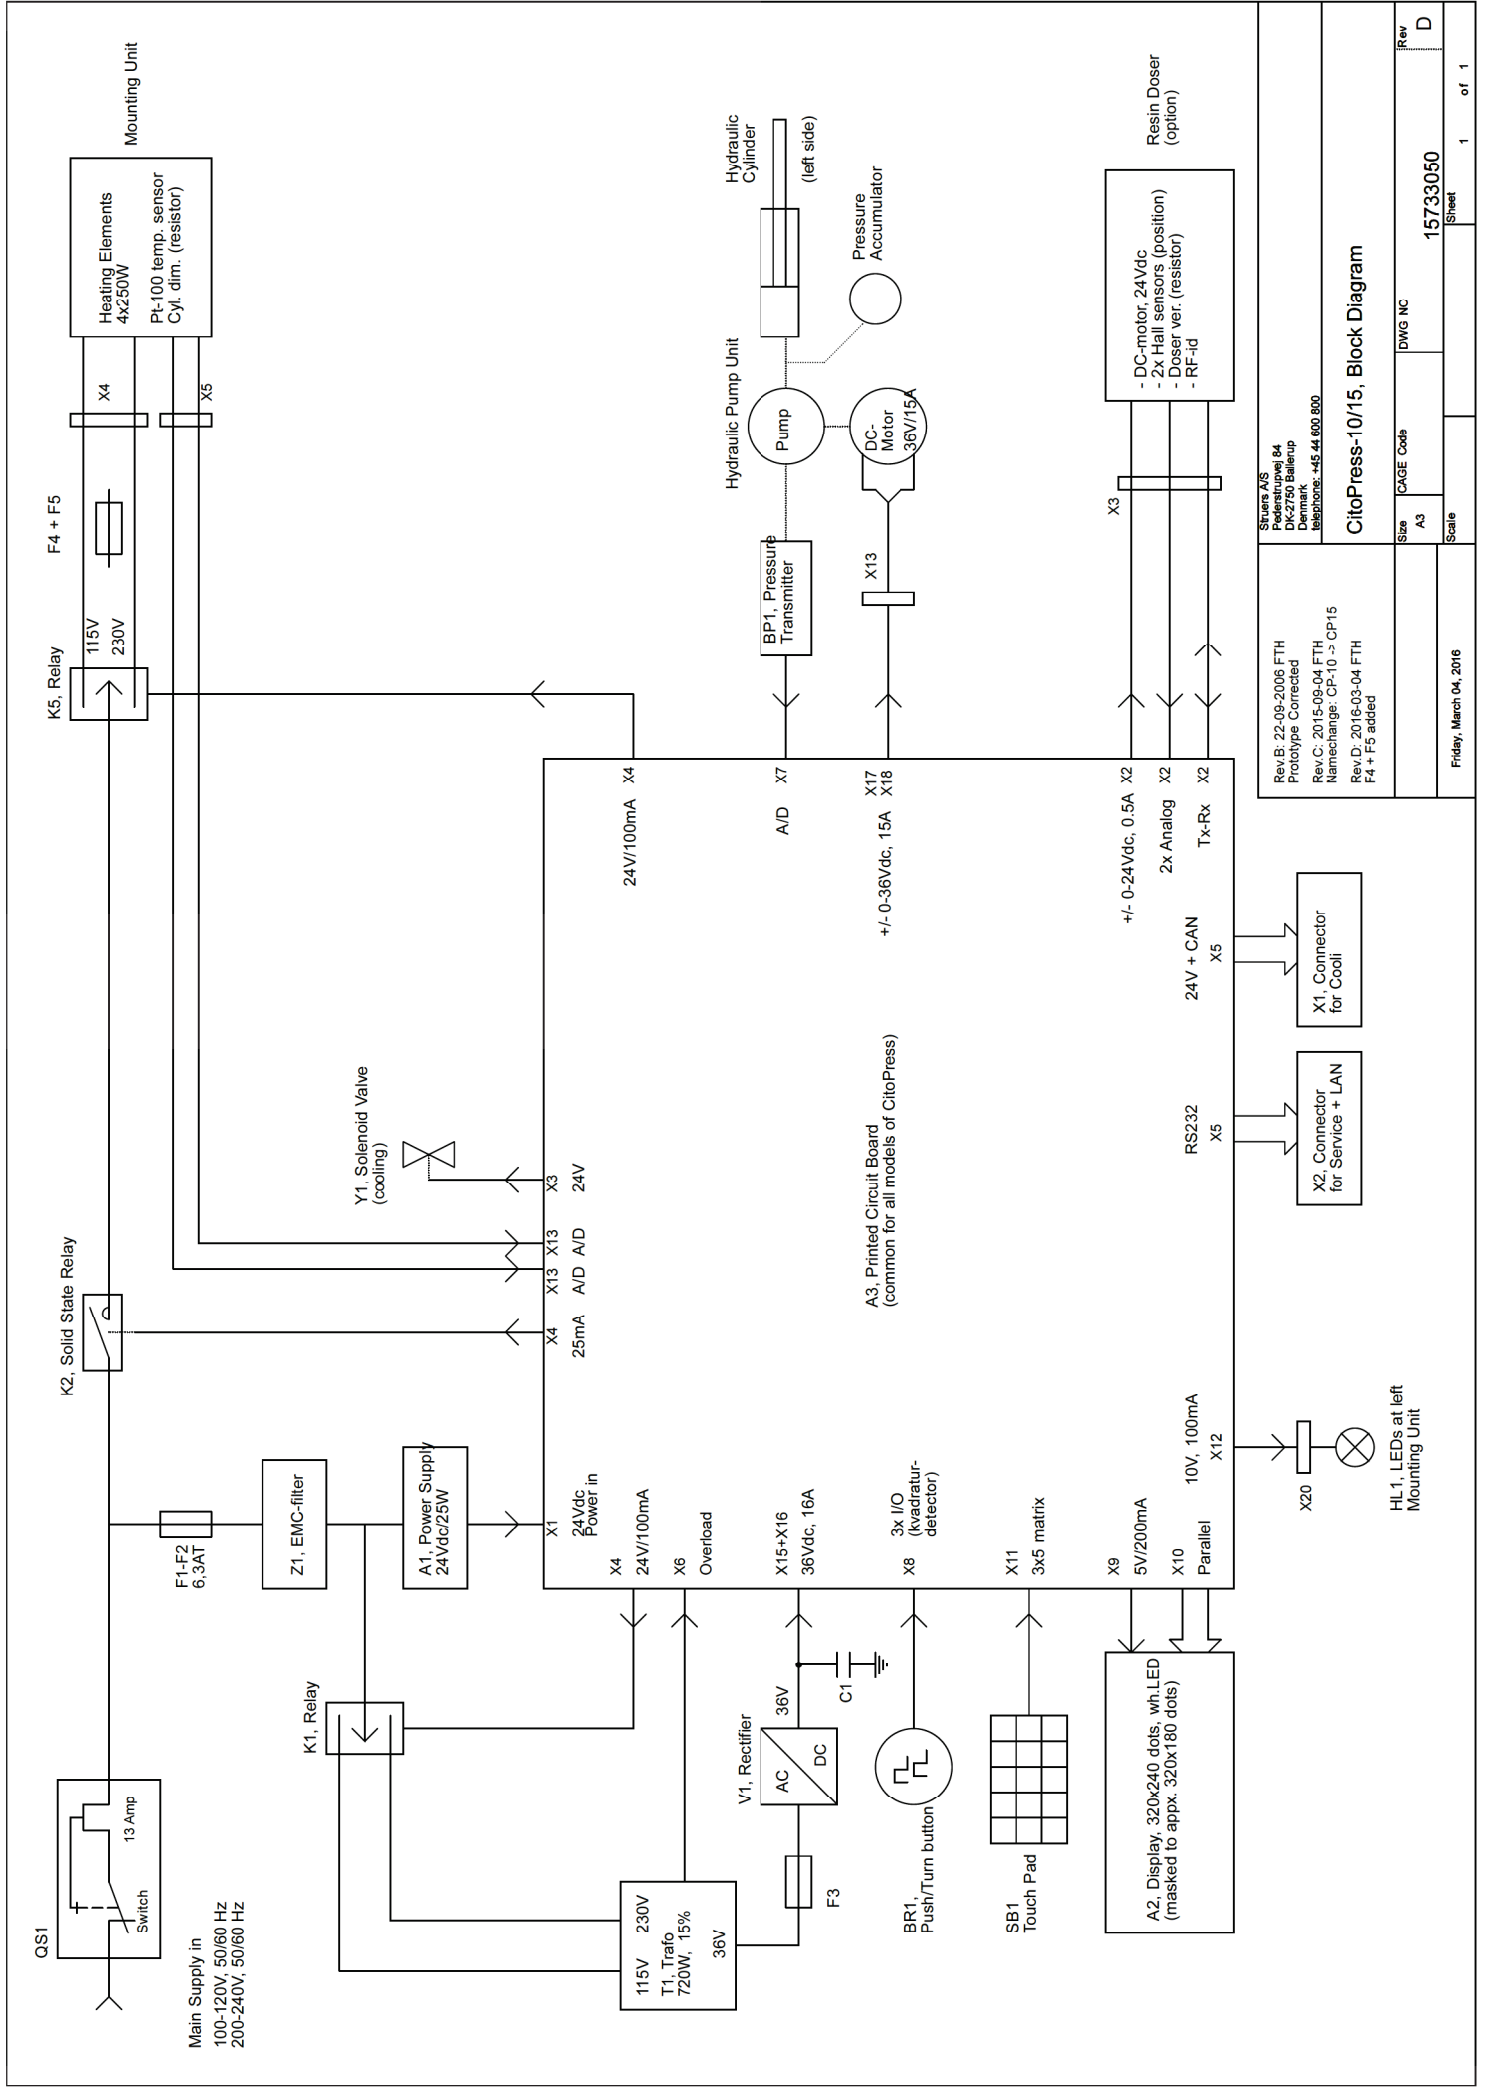 QS1
Switch
13 Amp
Main Supply in
100-120V, 50/60 Hz
200-240V, 50/60 Hz
K2, Solid State Relay
K5, Relay
115V
230V
F4 + F5
X4
X5
Heating Elements
4x250W
Pt-100 temp. sensor
Cyl. dim. (resistor)
Mounting Unit
F1-F2
6,3AT
Z1, EMC-filter
A1, Power Supply
24Vdc/25W
K1, Relay
Y1, Solenoid Valve
(cooling)
X1
24Vdc
Power in
X4
25mA
X13
A/D
X13
A/D
X3
24V
X4
24V/100mA
X6
Overload
X15+X16
36Vdc, 16A
X8
3x I/O
(kvadratur-
detector)
X11
3x5 matrix
X9
5V/200mA
X10
Parallel
115V
230V
T1, Trafo
720W, 15%
36V
F3
V1, Rectifier
AC
DC
36V
C1
BR1,
Push/Turn button
SB1
Touch Pad
A2, Display, 320x240 dots, wh.LED
(masked to appx. 320x180 dots)
A3, Printed Circuit Board
(common for all models of CitoPress)
24V/100mA
X4
A/D
X7
+/- 0-36Vdc, 15A
X17
X18
+/- 0-24Vdc, 0.5A
X2
2x Analog
X2
Tx-Rx
X2
BP1, Pressure
Transmitter
Hydraulic Pump Unit
Pump
DC-
Motor
36V/15A
X13
Hydraulic
Cylinder
(left side)
Pressure
Accumulator
X3
- DC-motor, 24Vdc
- 2x Hall sensors (position)
- Doser ver. (resistor)
- RF-id
Resin Doser
(option)
10V, 100mA
X12
X20
HL1, LEDs at left
Mounting Unit
RS232
X5
X2, Connector
for Service + LAN
24V + CAN
X5
X1, Connector
for Cooli
Rev.B: 22-09-2006 FTH
Prototype Corrected
Rev.C: 2015-09-04 FTH
Namechange: CP-10 -> CP15
Rev.D: 2016-03-04 FTH
F4 + F5 added
Friday, March 04, 2016
Struers A/S
Pederstrupvej 84
DK-2750 Ballerup
Denmark
telephone: +45 44 600 800
CitoPress-10/15, Block Diagram
Size
A3
CAGE Code
DWG NO
15733050
Rev
D
Scale
Sheet
1 of 1